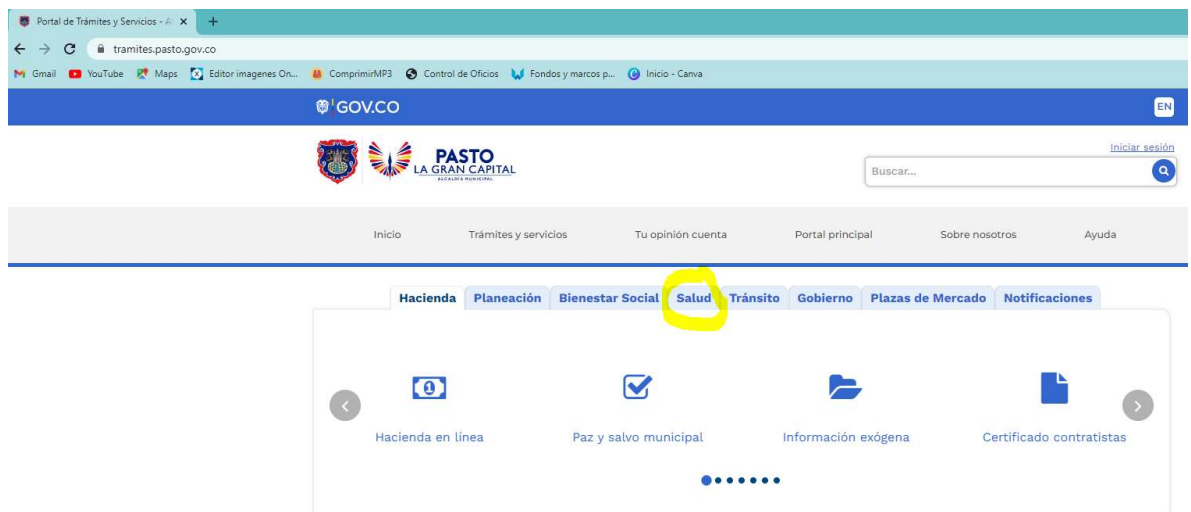 Portal de Trámites y Servicios - A
tramites.pasto.gov.co
Gmail YouTube Maps Editor imagenes On... ComprimirMP3 Control de Oficios Fondos y marcos p... Inicio - Canva
GOV.CO EN
PASTO
LA GRAN CAPITAL
ALCALDÍA MUNICIPAL
Iniciar sesión
Buscar...
Inicio Trámites y servicios Tu opinión cuenta Portal principal Sobre nosotros Ayuda
Hacienda Planeación Bienestar Social Salud Tránsito Gobierno Plazas de Mercado Notificaciones
Hacienda en línea Paz y salvo municipal Información exógena Certificado contratistas